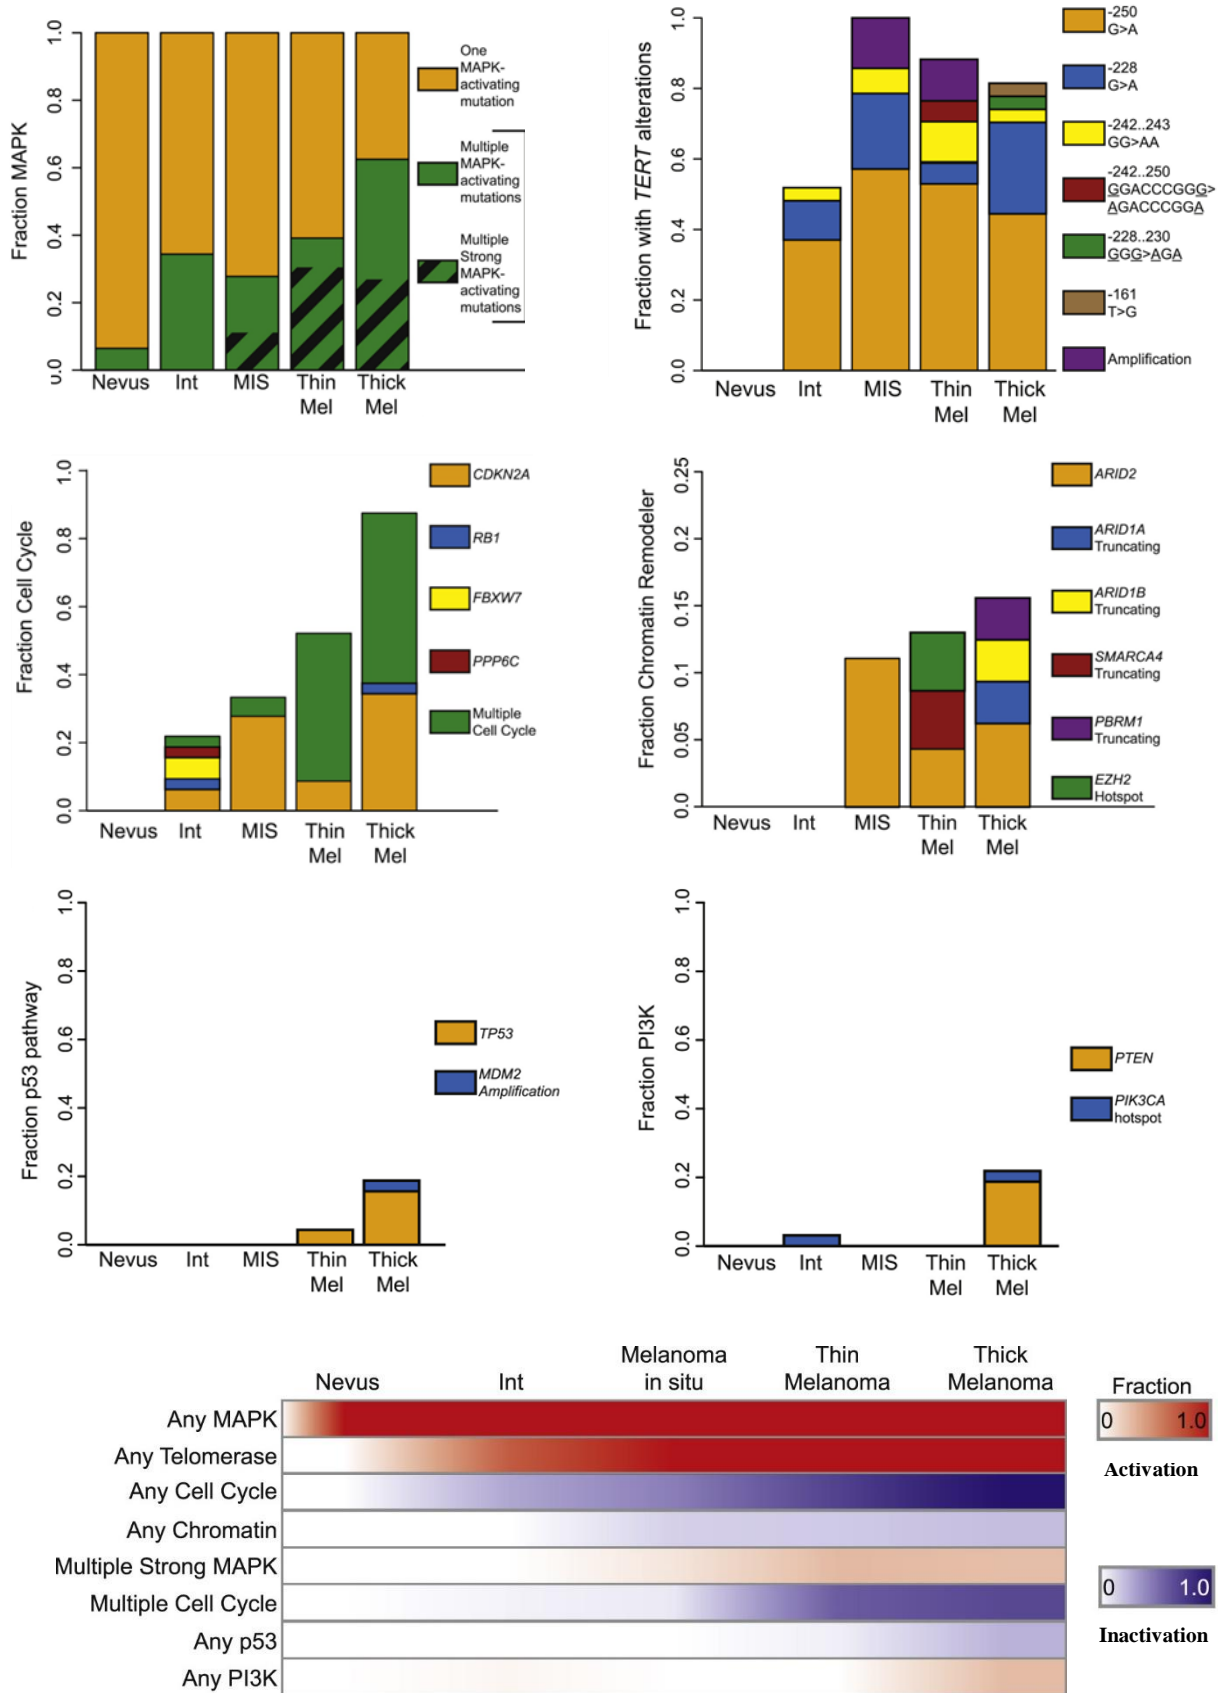 Fraction MAPK
1.0
0.8
0.6
0.4
0.2
0.0
Nevus
Int
MIS
Thin
Mel
Thick
Mel
One
MAPK-
activating
mutation
Multiple
MAPK-
activating
mutations
Multiple
Strong
MAPK-
activating
mutations
Fraction with TERT alterations
1.0
0.8
0.6
0.4
0.2
0.0
Nevus
Int
MIS
Thin
Mel
Thick
Mel
-250
G>A
-228
G>A
-242..243
GG>AA
-242..250
GGACCCGGG>
AGACCCGGA
-228..230
GGG>AGA
-161
T>G
Amplification
Fraction Cell Cycle
1.0
0.8
0.6
0.4
0.2
0.0
Nevus
Int
MIS
Thin
Mel
Thick
Mel
CDKN2A
RB1
FBXW7
PPP6C
Multiple
Cell Cycle
Fraction Chromatin Remodeler
0.25
0.2
0.15
0.1
0.05
0.0
Nevus
Int
MIS
Thin
Mel
Thick
Mel
ARID2
ARID1A
Truncating
ARID1B
Truncating
SMARCA4
Truncating
PBRM1
Truncating
EZH2
Hotspot
Fraction p53 pathway
1.0
0.8
0.6
0.4
0.2
0.0
Nevus
Int
MIS
Thin
Mel
Thick
Mel
TP53
MDM2
Amplification
Fraction PI3K
1.0
0.8
0.6
0.4
0.2
0.0
Nevus
Int
MIS
Thin
Mel
Thick
Mel
PTEN
PIK3CA
hotspot
Nevus
Int
Melanoma
in situ
Thin
Melanoma
Thick
Melanoma
Any MAPK
Any Telomerase
Any Cell Cycle
Any Chromatin
Multiple Strong MAPK
Multiple Cell Cycle
Any p53
Any PI3K
Fraction
0 1.0
Activation
0 1.0
Inactivation